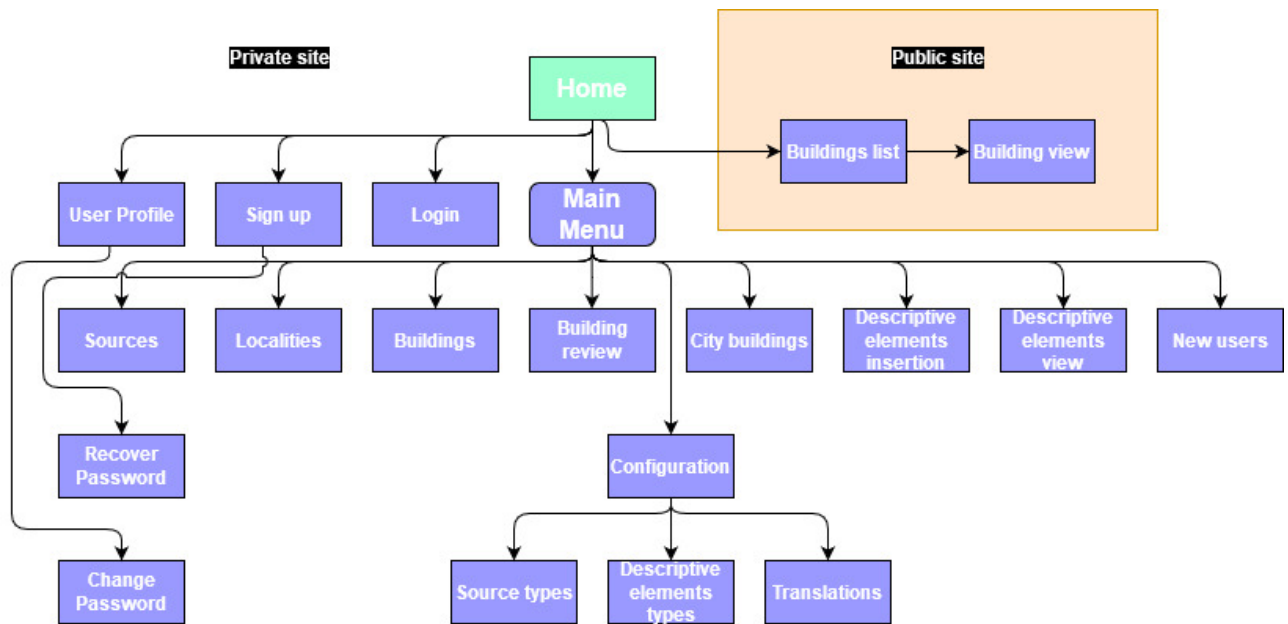 Private site
Public site
Home
Buildings list
Building view
User Profile
Sign up
Login
Main
Menu
Sources
Localities
Buildings
Building
review
City buildings
Descriptive
elements
insertion
Descriptive
elements
view
New users
Recover
Password
Configuration
Change
Password
Source types
Descriptive
elements
types
Translations